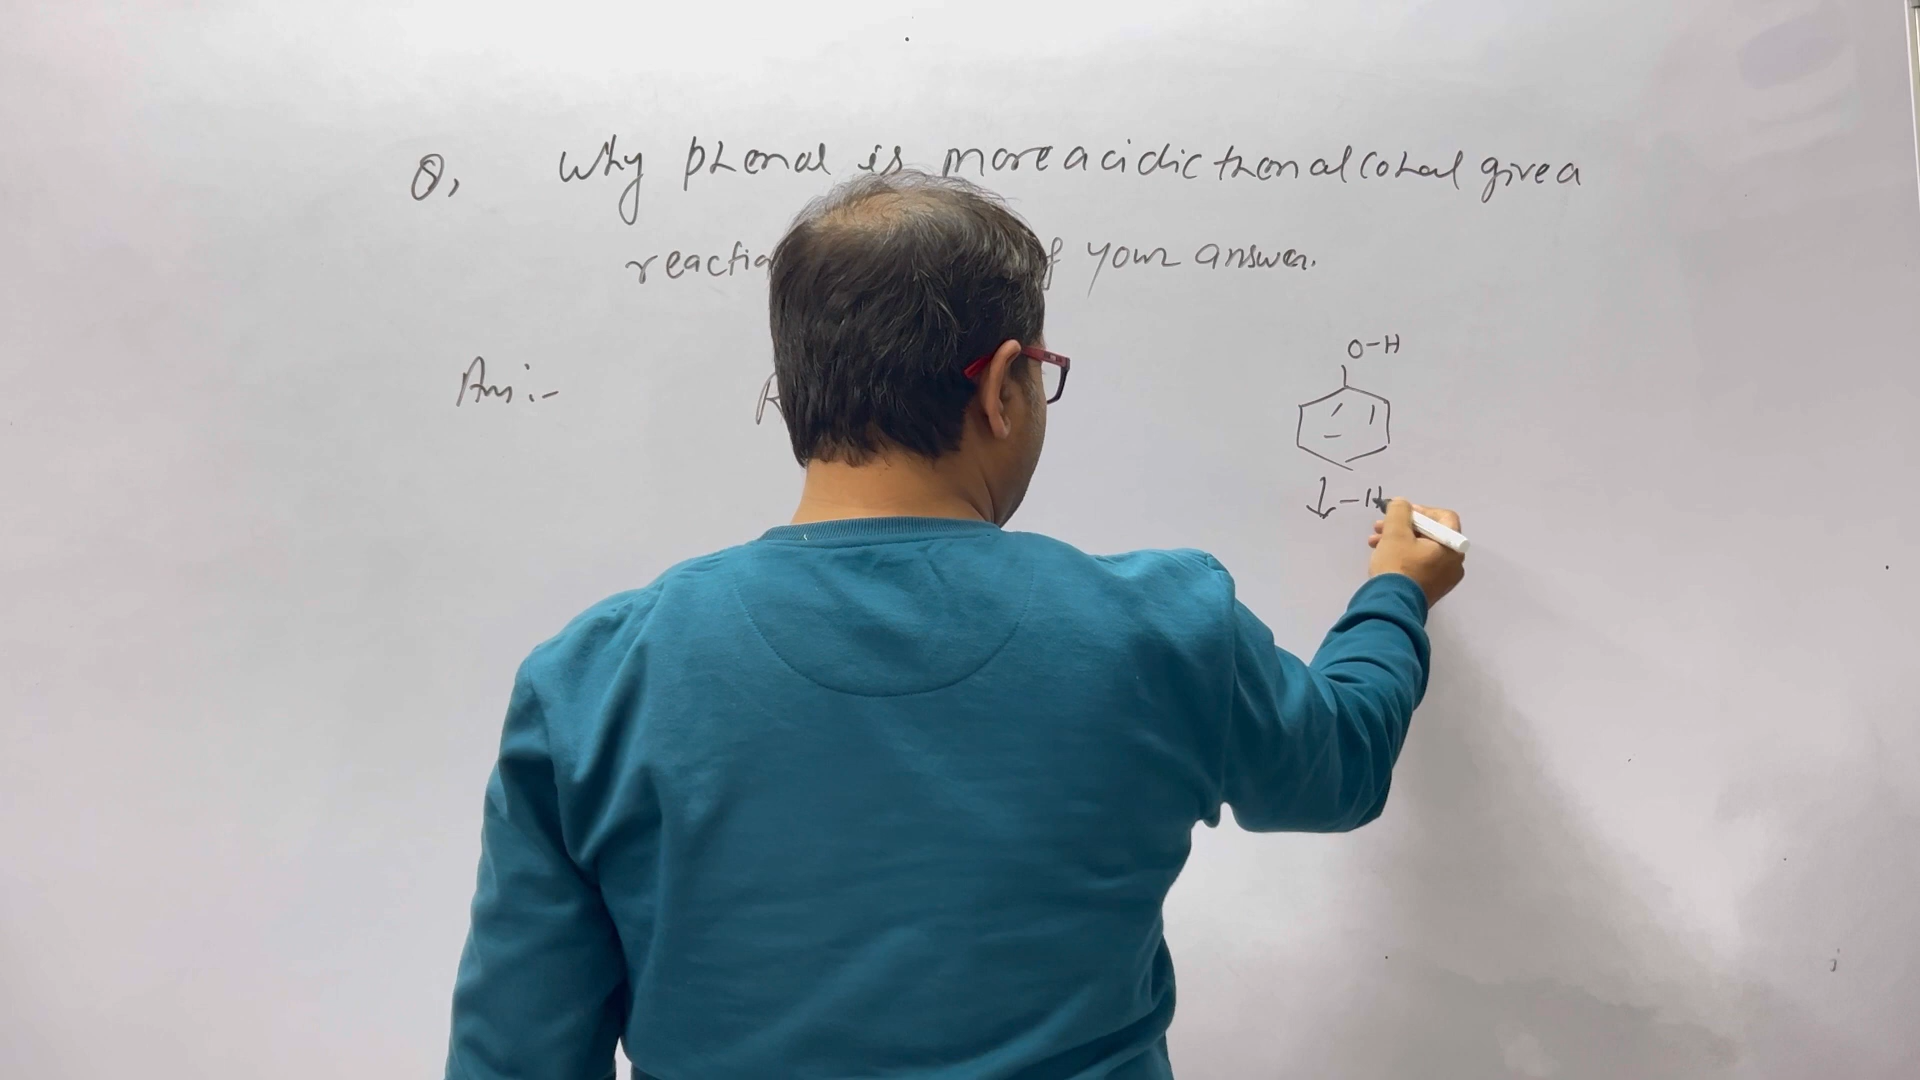 Q, Why phenol is more acidic than alcohol give a
reactio f your answer.
Ans :-
O-H
-H